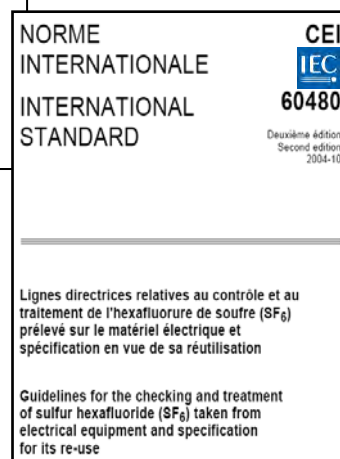 NORME
INTERNATIONALE
CEI
IEC
INTERNATIONAL
STANDARD
60480
Deuxième édition
Second edition
2004-10
Lignes directrices relatives au contrôle et au
traitement de l'hexafluorure de soufre (SF6)
prélevé sur le matériel électrique et
spécification en vue de sa réutilisation
Guidelines for the checking and treatment
of sulfur hexafluoride (SF6) taken from
electrical equipment and specification
for its re-use